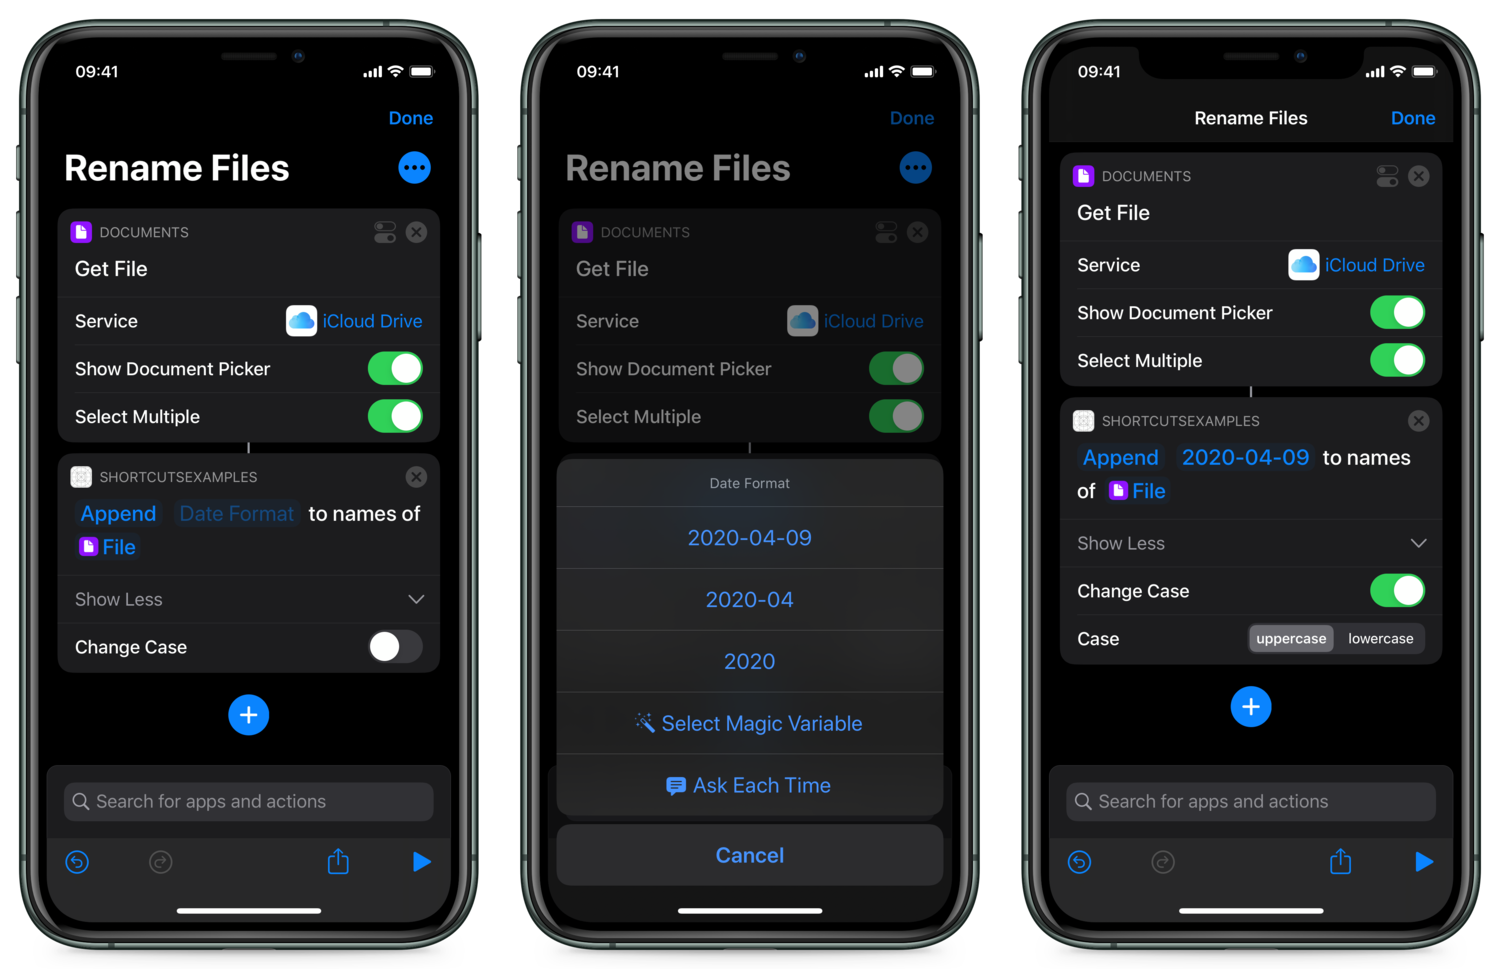 09:41
Done
Rename Files
DOCUMENTS
Get File
Service iCloud Drive
Show Document Picker
Select Multiple
SHORTCUTSEXAMPLES
Append Date Format to names of
File
Show Less
Change Case
Search for apps and actions
09:41
Done
Rename Files
DOCUMENTS
Get File
Service iCloud Drive
Show Document Picker
Select Multiple
Date Format
2020-04-09
2020-04
2020
Select Magic Variable
Ask Each Time
Cancel
09:41
Rename Files Done
DOCUMENTS
Get File
Service iCloud Drive
Show Document Picker
Select Multiple
SHORTCUTSEXAMPLES
Append 2020-04-09 to names
of File
Show Less
Change Case
Case uppercase lowercase
Search for apps and actions